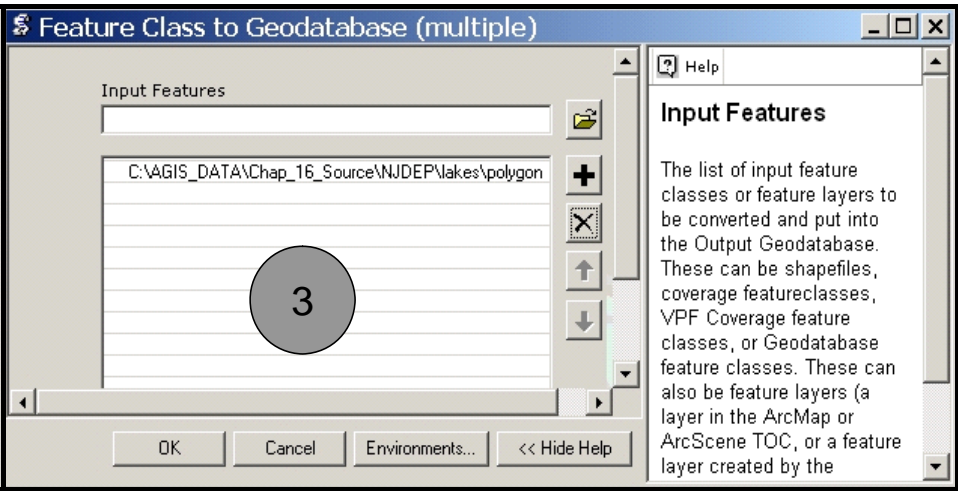 Feature Class to Geodatabase (multiple)
Input Features
C:\AGIS_DATA\Chap_16_Source\NJDEP\lakes\polygon
3
OK
Cancel
Environments...
<< Hide Help
Help
Input Features
The list of input feature
classes or feature layers to
be converted and put into
the Output Geodatabase.
These can be shapefiles,
coverage featureclasses,
VPF Coverage feature
classes, or Geodatabase
feature classes. These can
also be feature layers (a
layer in the ArcMap or
ArcScene TOC, or a feature
layer created by the